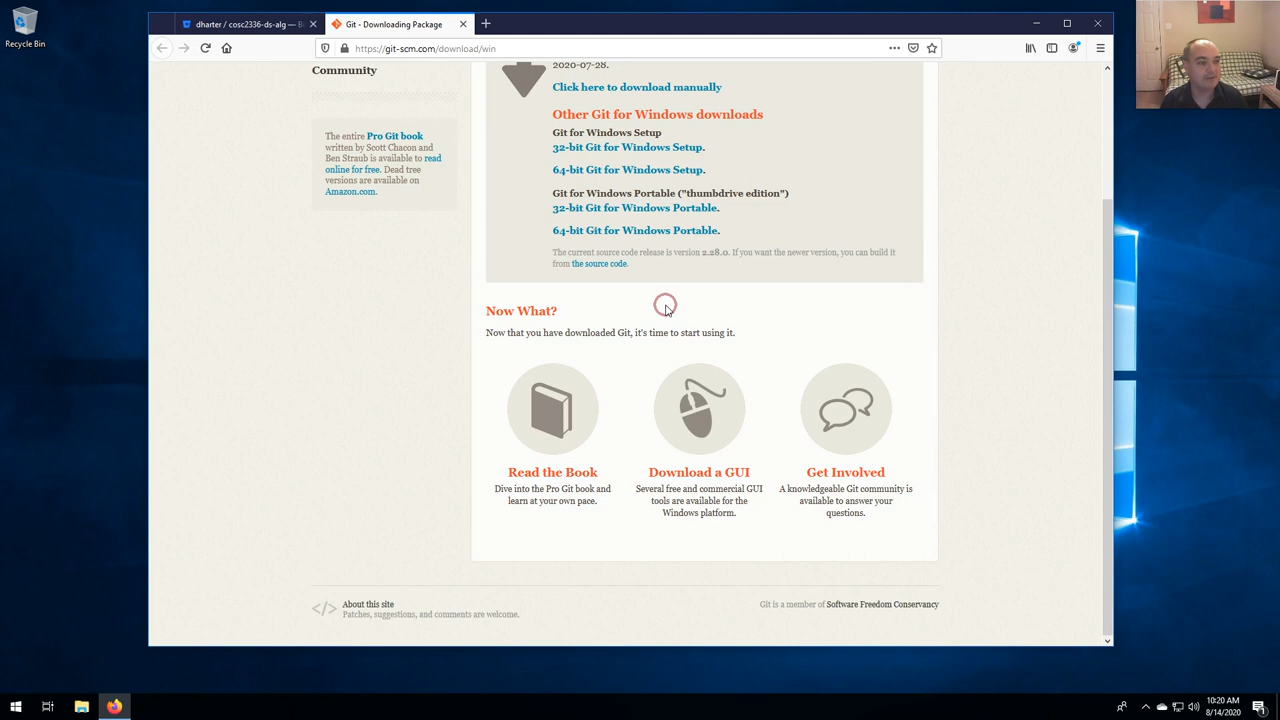 dharter / cosc2336-ds-alg — B
Git - Downloading Package
https://git-scm.com/download/win
Recycle Bin
Community
The entire Pro Git book
written by Scott Chacon and
Ben Straub is available to read
online for free. Dead tree
versions are available on
Amazon.com.
2020-07-28.
Click here to download manually
Other Git for Windows downloads
Git for Windows Setup
32-bit Git for Windows Setup.
64-bit Git for Windows Setup.
Git for Windows Portable ("thumbdrive edition")
32-bit Git for Windows Portable.
64-bit Git for Windows Portable.
The current source code release is version 2.28.0. If you want the newer version, you can build it
from the source code.
Now What?
Now that you have downloaded Git, it's time to start using it.
Read the Book
Dive into the Pro Git book and
learn at your own pace.
Download a GUI
Several free and commercial GUI
tools are available for the
Windows platform.
Get Involved
A knowledgeable Git community is
available to answer your
questions.
</> About this site
Patches, suggestions, and comments are welcome.
Git is a member of Software Freedom Conservancy
10:20 AM
8/14/2020
1